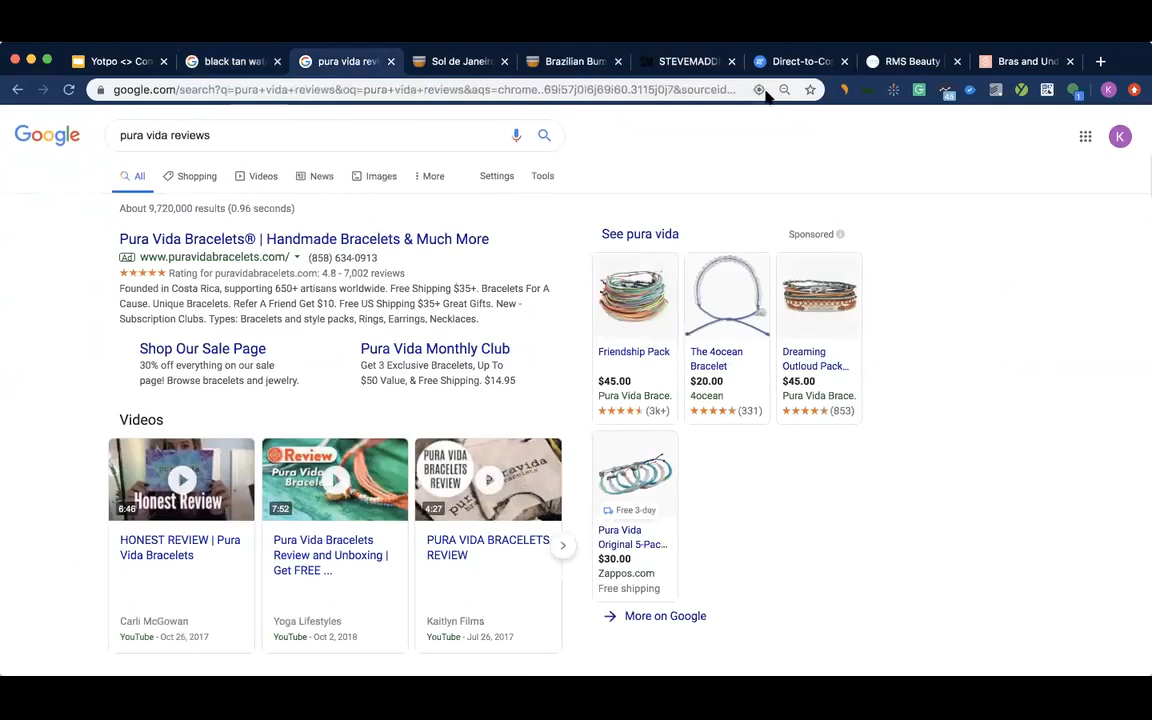 Yotpo <> Con
black tan wal
pura vida revi
Sol de Janeir
Brazilian Bum
STEVEMADD
Direct-to-Co
RMS Beauty
Bras and Und
google.com/search?q=pura+vida+reviews&oq=pura+vida+reviews&aqs=chrome..69i57j0l6j69i60.3115j0j7&sourceid...
Google
pura vida reviews
K
All
Shopping
Videos
News
Images
More
Settings
Tools
About 9,720,000 results (0.96 seconds)
Pura Vida Bracelets® | Handmade Bracelets & Much More
Ad www.puravidabracelets.com/ (858) 634-0913
Rating for puravidabracelets.com: 4.8 - 7,002 reviews
Founded in Costa Rica, supporting 650+ artisans worldwide. Free Shipping $35+. Bracelets For A
Cause. Unique Bracelets. Refer A Friend Get $10. Free US Shipping $35+ Great Gifts. New -
Subscription Clubs. Types: Bracelets and style packs, Rings, Earrings, Necklaces.
Shop Our Sale Page
30% off everything on our sale
page! Browse bracelets and jewelry.
Pura Vida Monthly Club
Get 3 Exclusive Bracelets, Up To
$50 Value, & Free Shipping. $14.95
Videos
Honest Review
6:46
HONEST REVIEW | Pura
Vida Bracelets
Carli McGowan
YouTube - Oct 26, 2017
Review
Pura Vida
7:52
Pura Vida Bracelets
Review and Unboxing |
Get FREE ...
Yoga Lifestyles
YouTube - Oct 2, 2018
PURA VIDA
BRACELETS
REVIEW
4:27
PURA VIDA BRACELETS
REVIEW
Kaitlyn Films
YouTube - Jul 26, 2017
See pura vida
Sponsored
Friendship Pack
$45.00
Pura Vida Brace.
(3k+)
The 4ocean
Bracelet
$20.00
4ocean
(331)
Dreaming
Outloud Pack...
$45.00
Pura Vida Brace.
(853)
Free 3-day
Pura Vida
Original 5-Pac...
$30.00
Zappos.com
Free shipping
More on Google